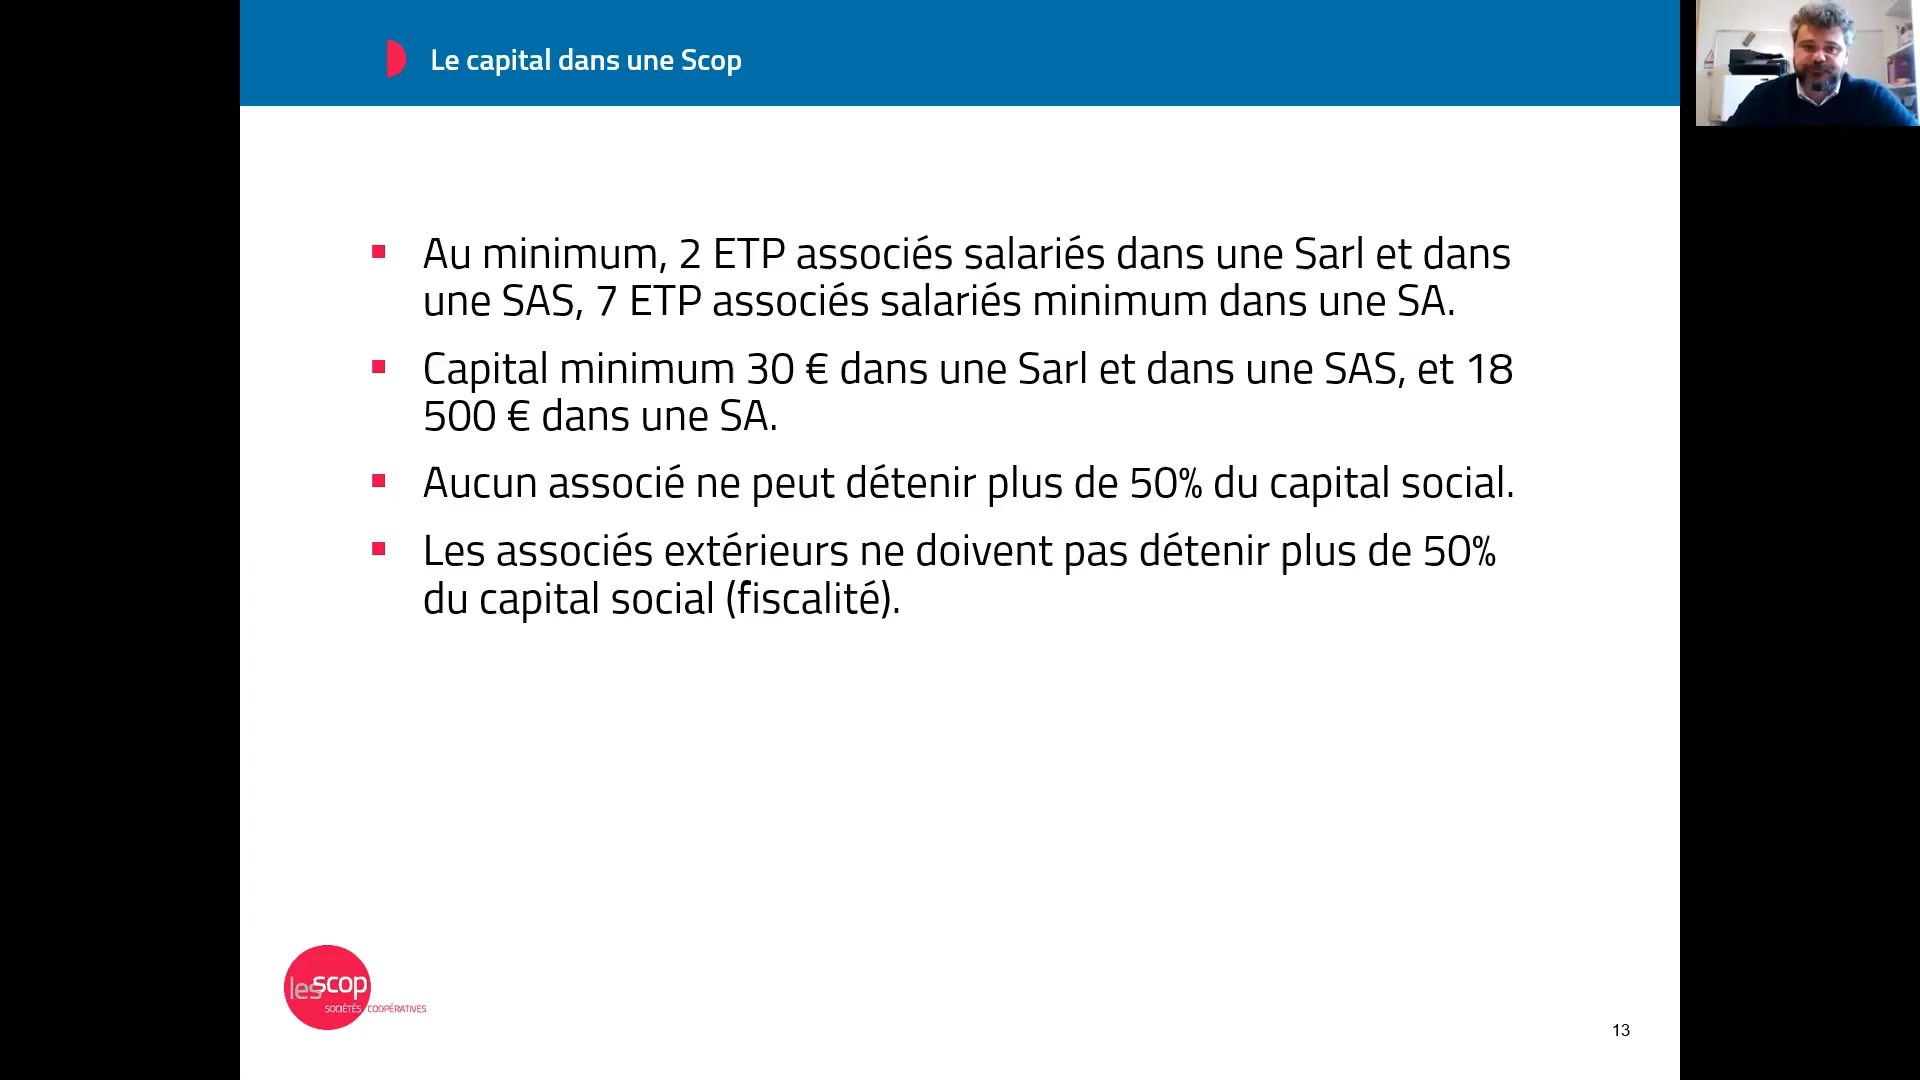 Le capital dans une Scop
Au minimum, 2 ETP associés salariés dans une Sarl et dans
une SAS, 7 ETP associés salariés minimum dans une SA.
Capital minimum 30 € dans une Sarl et dans une SAS, et 18
500 € dans une SA.
Aucun associé ne peut détenir plus de 50% du capital social.
Les associés extérieurs ne doivent pas détenir plus de 50%
du capital social (fiscalité).
les scop
SOCIÉTÉS COOPÉRATIVES
13